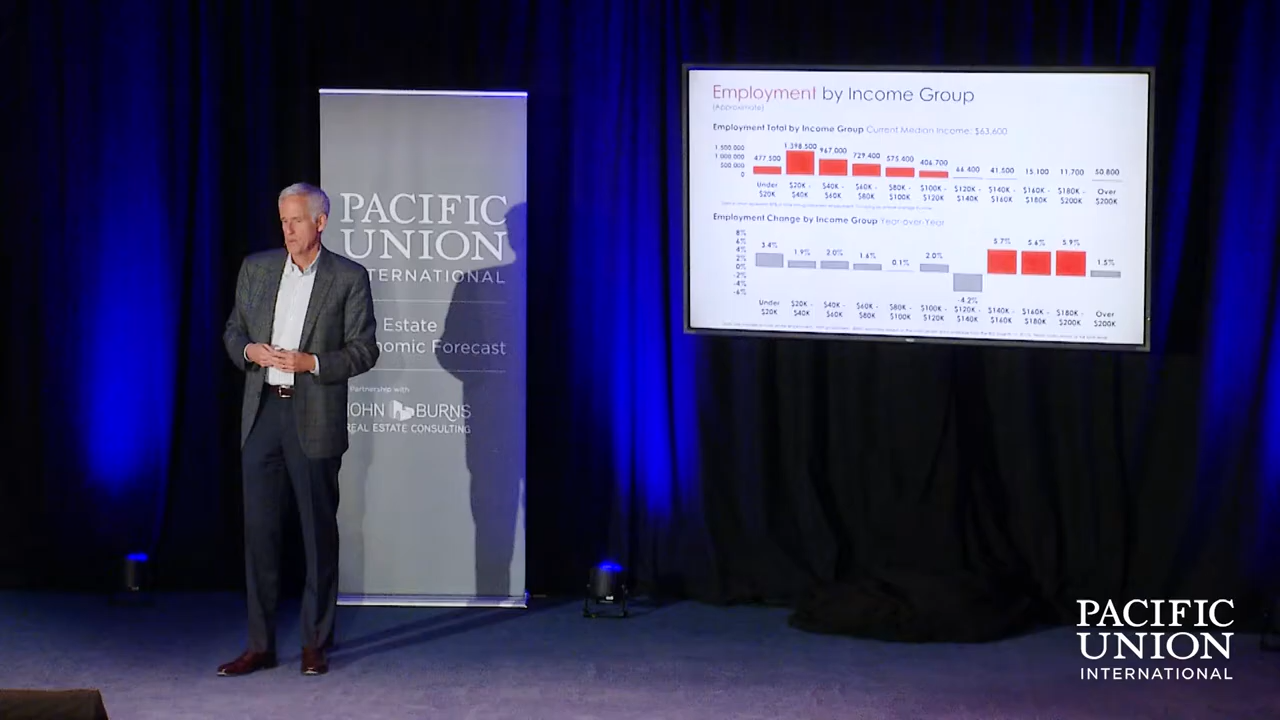 PACIFIC
UNION
INTERNATIONAL
Estate
nomic Forecast
Partnership with
JOHN BURNS
REAL ESTATE CONSULTING
Employment by Income Group
(Approximate)
Employment Total by Income Group Current Median Income: $63,600
1,500,000
1,000,000
500,000
0
477,500 1,398,500 967,000 729,400 575,400 406,700 66,400 41,500 15,100 11,700 50,800
Under $20K - $40K - $60K - $80K - $100K - $120K - $140K - $160K - $180K - Over
$20K $40K $60K $80K $100K $120K $140K $160K $180K $200K $200K
Employment Change by Income Group Year-over-Year
8%
6%
4%
2%
0%
-2%
-4%
-6%
3.4% 1.9% 2.0% 1.6% 0.1% 2.0% -4.2% 5.7% 5.6% 5.9% 1.5%
Under $20K - $40K - $60K - $80K - $100K - $120K - $140K - $160K - $180K - Over
$20K $40K $60K $80K $100K $120K $140K $160K $180K $200K $200K
PACIFIC
UNION
INTERNATIONAL